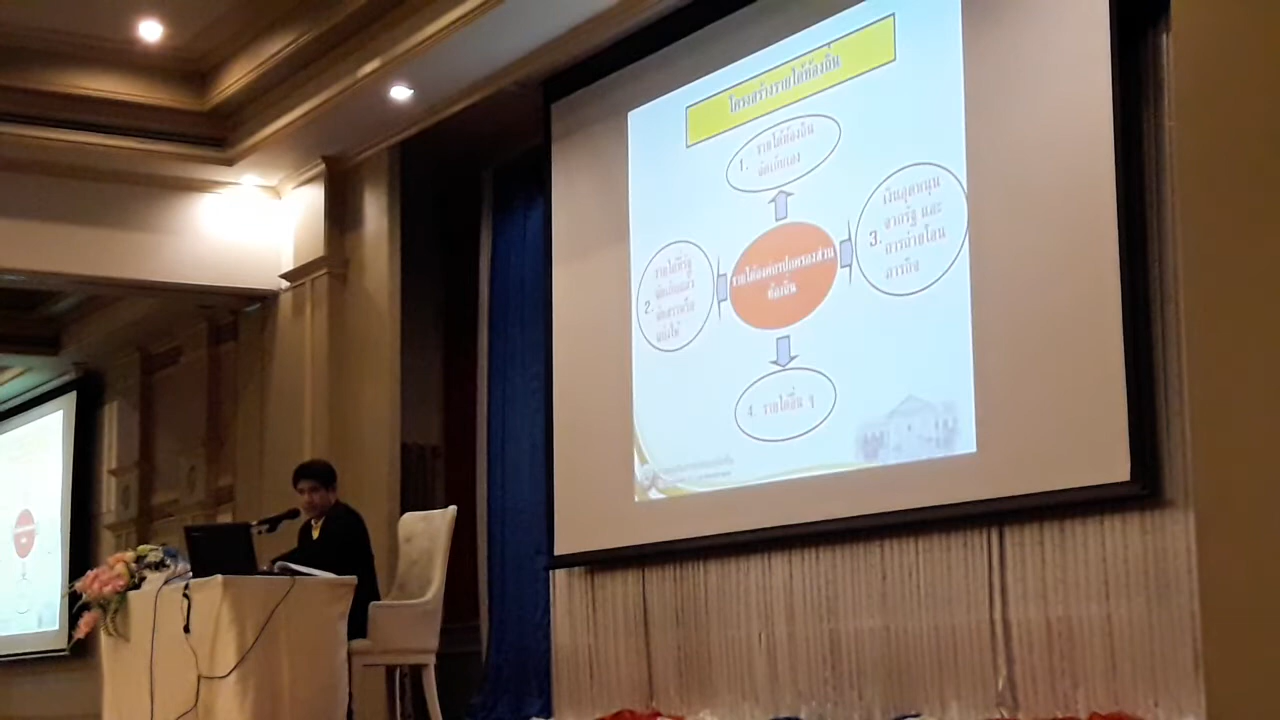 โครงสร้างรายได้ท้องถิ่น
1. รายได้ท้องถิ่น
จัดเก็บเอง
เงินอุดหนุน
จากรัฐ และ
3. การถ่ายโอน
ภารกิจ
รายได้ที่รัฐ
จัดเก็บแล้ว
2. จัดสรรหรือ
แบ่งให้
รายได้องค์กรปกครองส่วน
ท้องถิ่น
4. รายได้อื่น ๆ